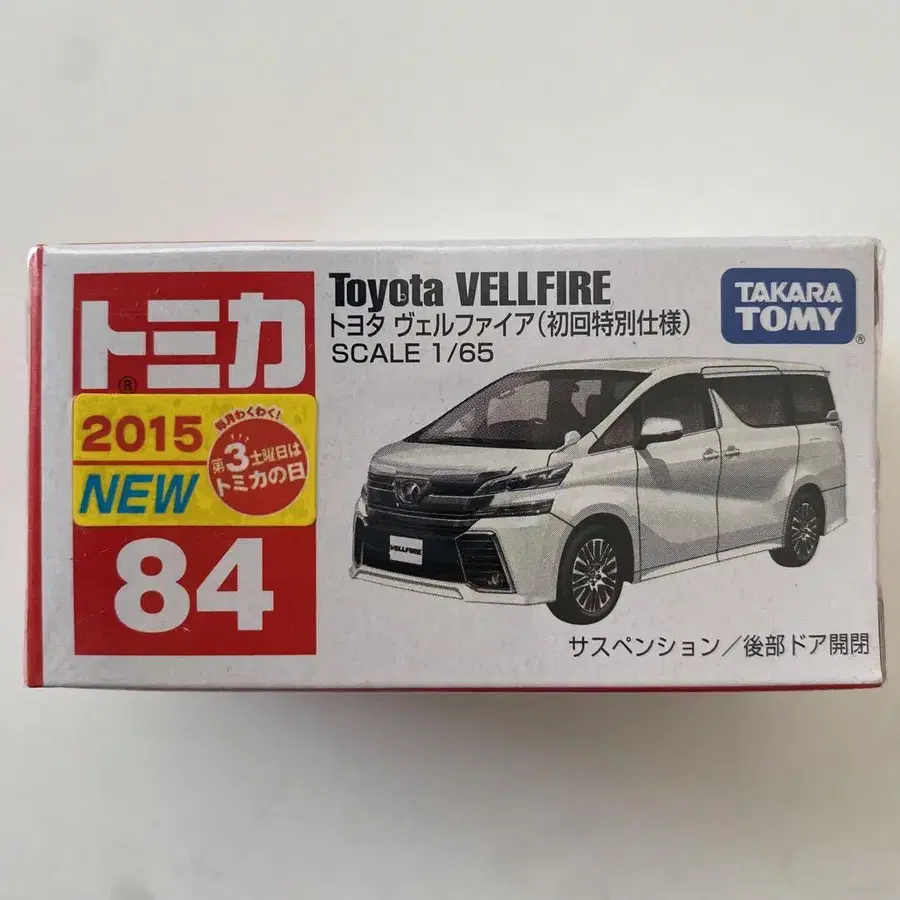 トミカ
®
2015
NEW
毎月わくわく!
第3土曜日は
トミカの日
84
Toyota VELLFIRE
トヨタ ヴェルファイア(初回特別仕様)
SCALE 1/65
TAKARA
TOMY
®
VELLFIRE
サスペンション/後部ドア開閉